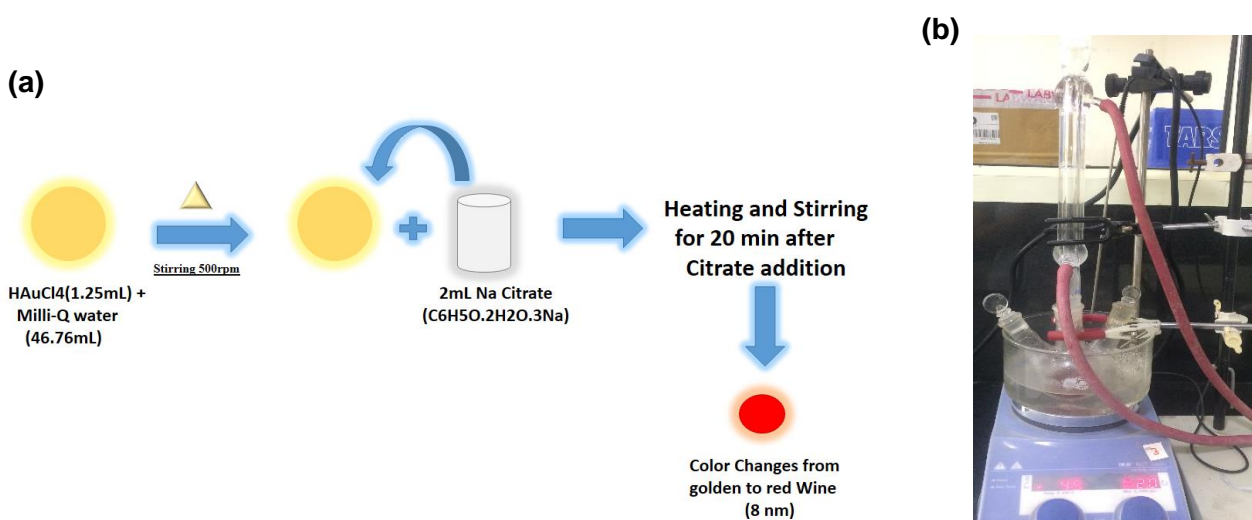 (a)
(b)
Stirring 500rpm
HAuCl4(1.25mL) +
Milli-Q water
(46.76mL)
2mL Na Citrate
(C6H5O.2H2O.3Na)
Heating and Stirring
for 20 min after
Citrate addition
Color Changes from
golden to red Wine
(8 nm)
TARS